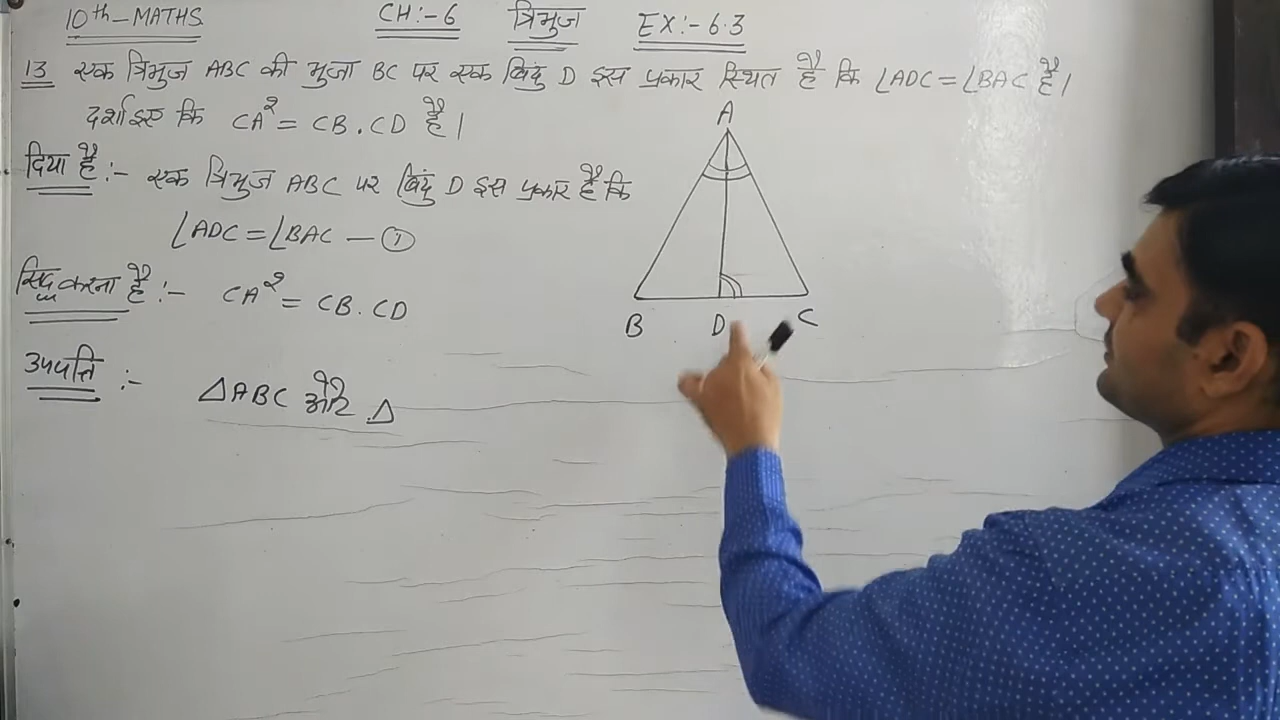 10th-MATHS CH:-6 त्रिभुज EX:-6.3
13 एक त्रिभुज ABC की भुजा BC पर एक बिंदु D इस प्रकार स्थित है कि ∠ADC = ∠BAC है।
दर्शाइए कि CA² = CB.CD है।
दिया है:- एक त्रिभुज ABC पर बिंदु D इस प्रकार है कि
∠ADC = ∠BAC — ①
सिद्ध करना है:- CA² = CB.CD
उपपत्ति :- △ABC और △
A
B D C